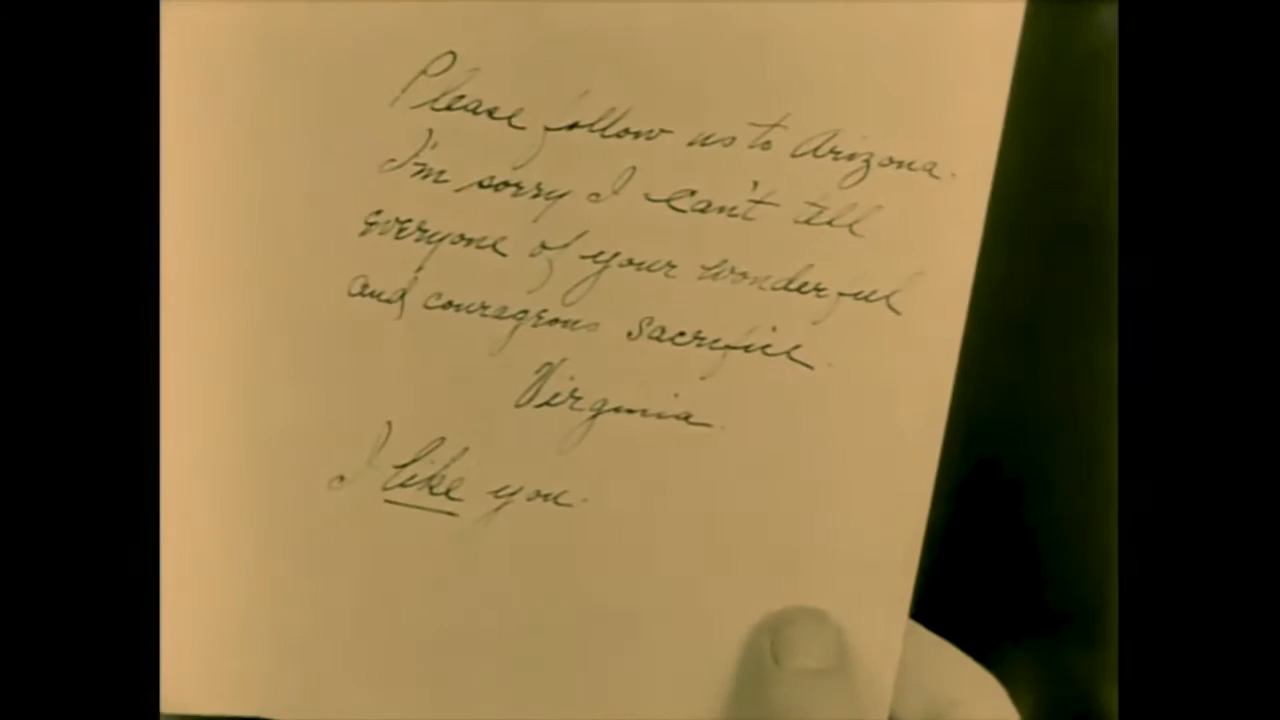 Please follow us to Arizona.
I'm sorry I can't tell
everyone of your wonderful
and courageous sacrifice.
Virginia.
I like you.